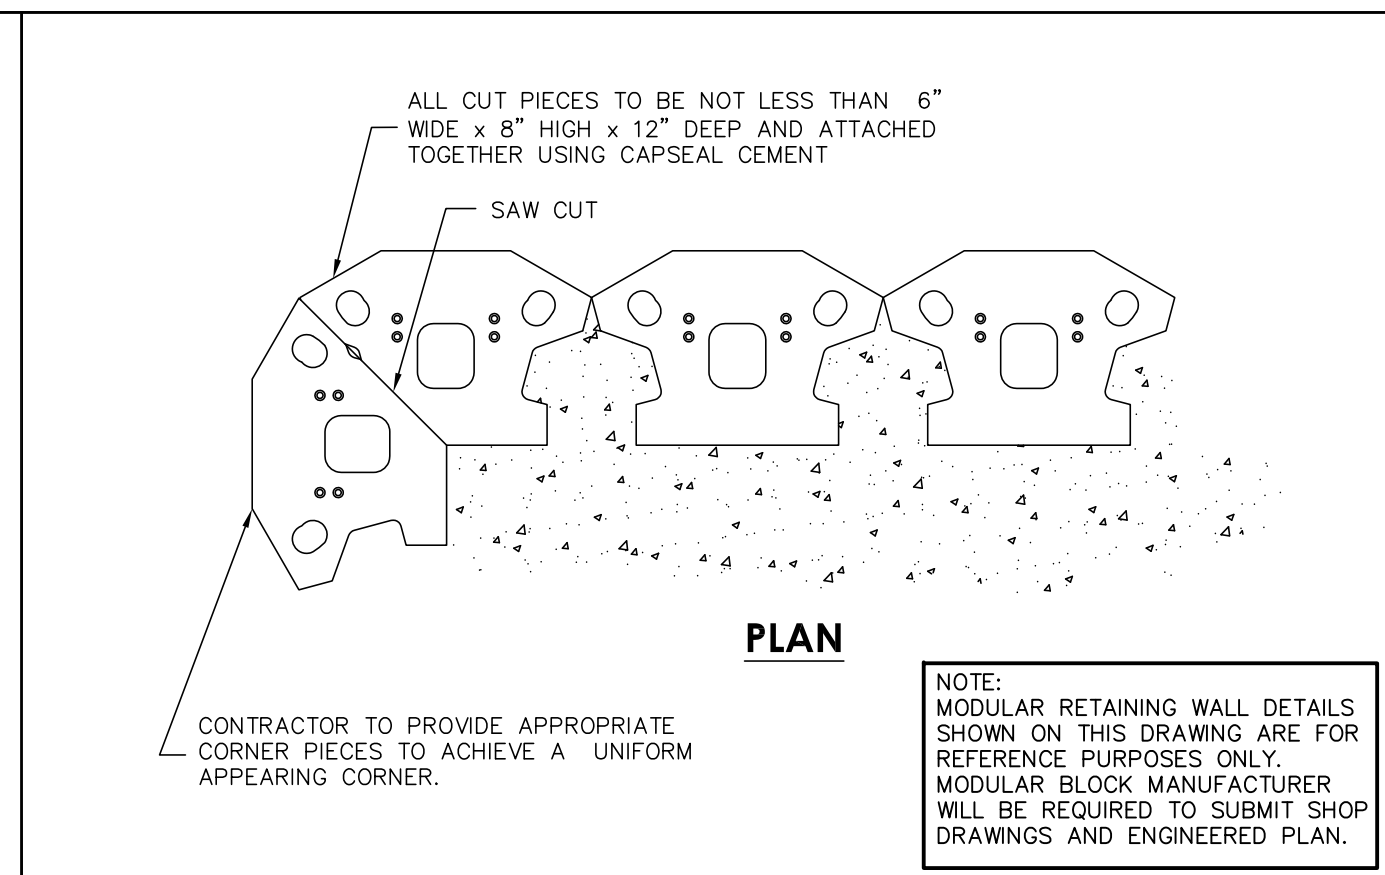 ALL CUT PIECES TO BE NOT LESS THAN 6”
WIDE x 8” HIGH x 12” DEEP AND ATTACHED
TOGETHER USING CAPSEAL CEMENT
SAW CUT
PLAN
CONTRACTOR TO PROVIDE APPROPRIATE
CORNER PIECES TO ACHIEVE A UNIFORM
APPEARING CORNER.
NOTE:
MODULAR RETAINING WALL DETAILS
SHOWN ON THIS DRAWING ARE FOR
REFERENCE PURPOSES ONLY.
MODULAR BLOCK MANUFACTURER
WILL BE REQUIRED TO SUBMIT SHOP
DRAWINGS AND ENGINEERED PLAN.